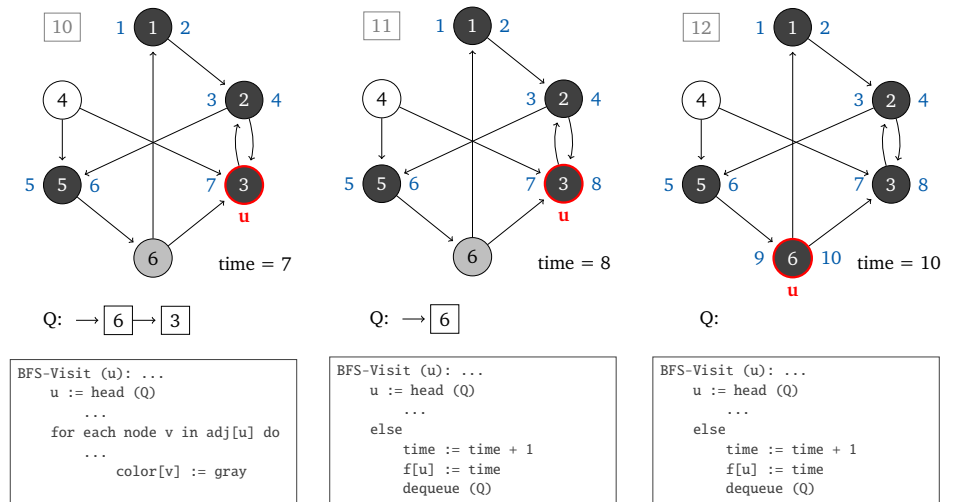 10
1 1 2
4
3 2 4
5 5 6
7 3
u
6
time = 7
Q: 6 3
BFS-Visit (u): ...
u := head (Q)
...
for each node v in adj[u] do
...
color[v] := gray
11
1 1 2
4
3 2 4
5 5 6
7 3 8
u
6
time = 8
Q: 6
BFS-Visit (u): ...
u := head (Q)
...
else
time := time + 1
f[u] := time
dequeue (Q)
12
1 1 2
4
3 2 4
5 5 6
7 3 8
9 6 10
u
time = 10
Q:
BFS-Visit (u): ...
u := head (Q)
...
else
time := time + 1
f[u] := time
dequeue (Q)